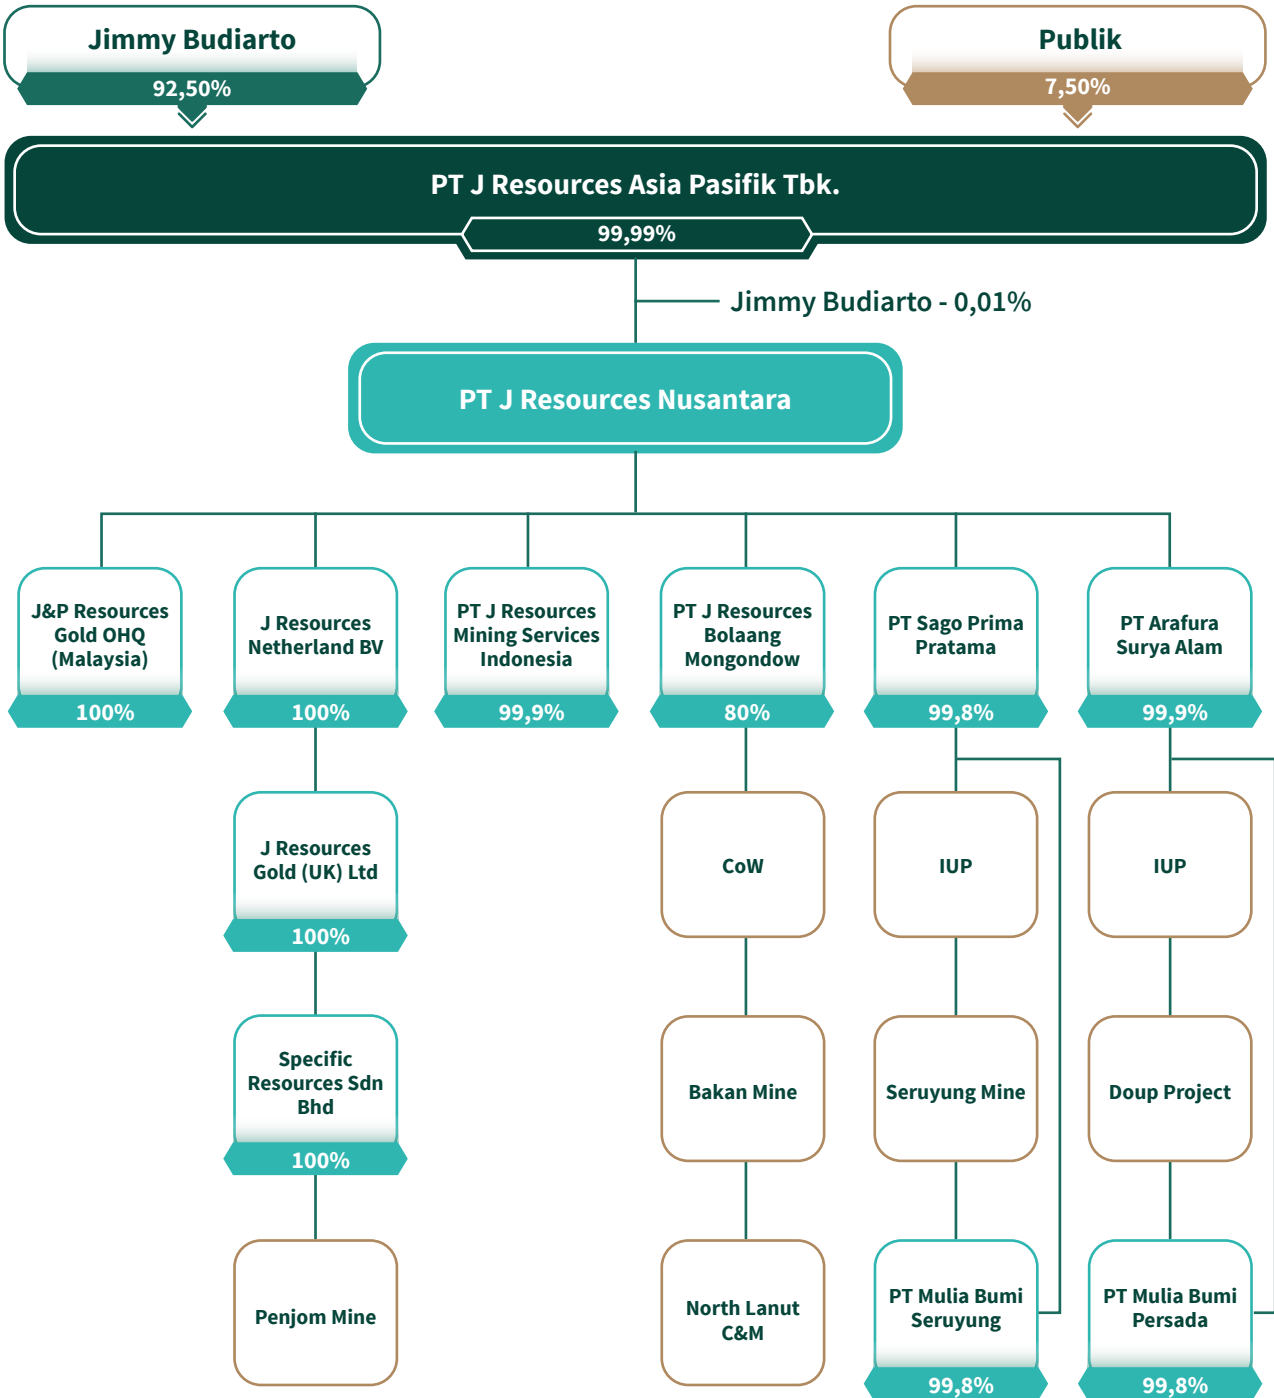 Jimmy Budiarto
92,50%
Publik
7,50%
PT J Resources Asia Pasifik Tbk.
99,99%
Jimmy Budiarto - 0,01%
PT J Resources Nusantara
J&P Resources
Gold OHQ
(Malaysia)
100%
J Resources
Netherland BV
100%
PT J Resources
Mining Services
Indonesia
99,9%
PT J Resources
Bolaang
Mongondow
80%
PT Sago Prima
Pratama
99,8%
PT Arafura
Surya Alam
99,9%
J Resources
Gold (UK) Ltd
100%
CoW
IUP
IUP
Specific
Resources Sdn
Bhd
100%
Bakan Mine
Seruyung Mine
Doup Project
Penjom Mine
North Lanut
C&M
PT Mulia Bumi
Seruyung
99,8%
PT Mulia Bumi
Persada
99,8%